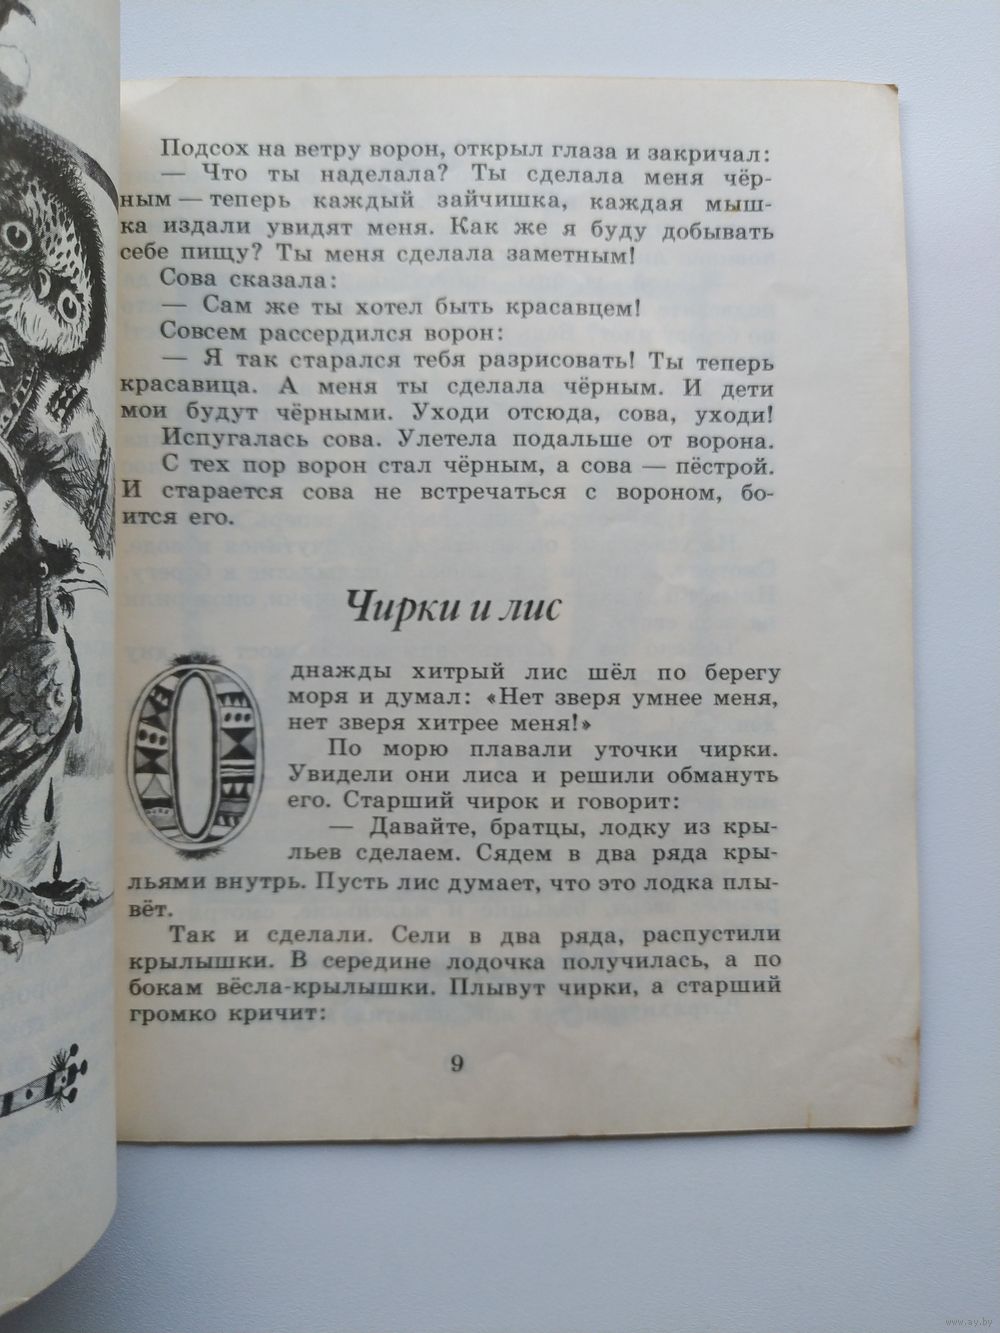 Подсох на ветру ворон, открыл глаза и закричал:
— Что ты наделала? Ты сделала меня чёр-
ным — теперь каждый зайчишка, каждая мыш-
ка издали увидят меня. Как же я буду добывать
себе пищу? Ты меня сделала заметным!
Сова сказала:
— Сам же ты хотел быть красавцем!
Совсем рассердился ворон:
— Я так старался тебя разрисовать! Ты теперь
красавица. А меня ты сделала чёрным. И дети
мои будут чёрными. Уходи отсюда, сова, уходи!
Испугалась сова. Улетела подальше от ворона.
С тех пор ворон стал чёрным, а сова — пёстрой.
И старается сова не встречаться с вороном, бо-
ится его.
Чирки и лис
Однажды хитрый лис шёл по берегу
моря и думал: «Нет зверя умнее меня,
нет зверя хитрее меня!»
По морю плавали уточки чирки.
Увидели они лиса и решили обмануть
его. Старший чирок и говорит:
— Давайте, братцы, лодку из кры-
льев сделаем. Сядем в два ряда кры-
льями внутрь. Пусть лис думает, что это лодка плы-
вёт.
Так и сделали. Сели в два ряда, распустили
крылышки. В середине лодочка получилась, а по
бокам вёсла-крылышки. Плывут чирки, а старший
громко кричит:
9
www.ay.by